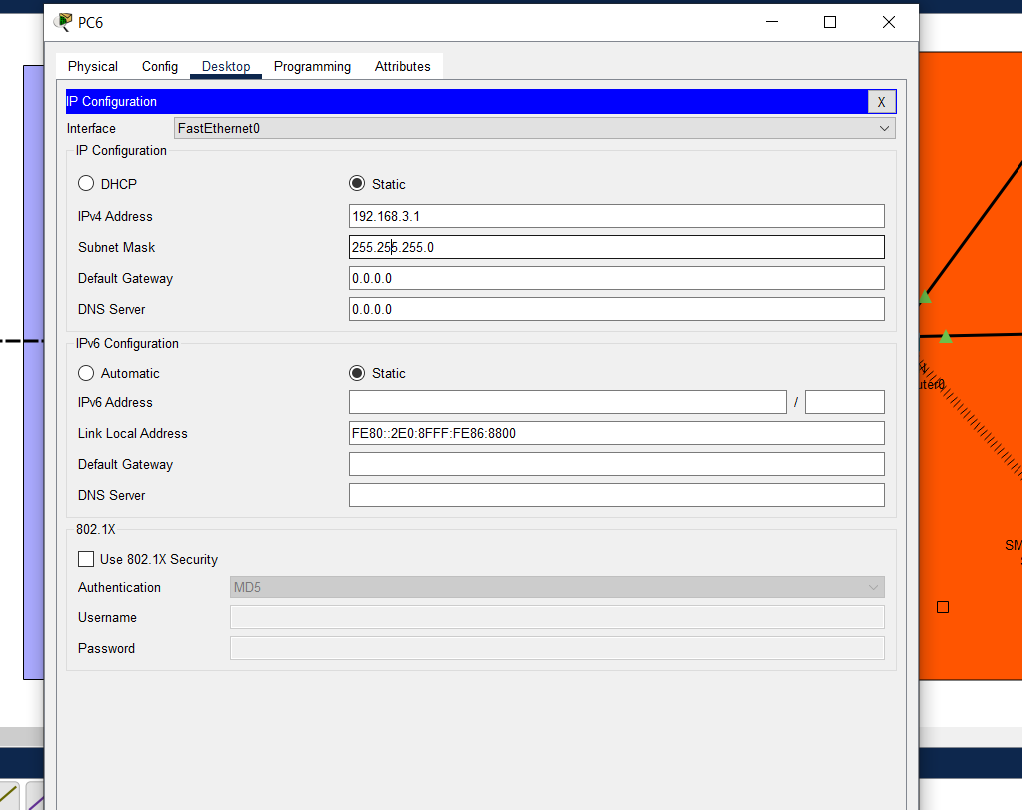 PC6
Physical Config Desktop Programming Attributes
IP Configuration X
Interface FastEthernet0
IP Configuration
DHCP Static
IPv4 Address 192.168.3.1
Subnet Mask 255.255.255.0
Default Gateway 0.0.0.0
DNS Server 0.0.0.0
IPv6 Configuration
Automatic Static
IPv6 Address /
Link Local Address FE80::2E0:8FFF:FE86:8800
Default Gateway
DNS Server
802.1X
Use 802.1X Security
Authentication MD5
Username
Password
uter0
SM